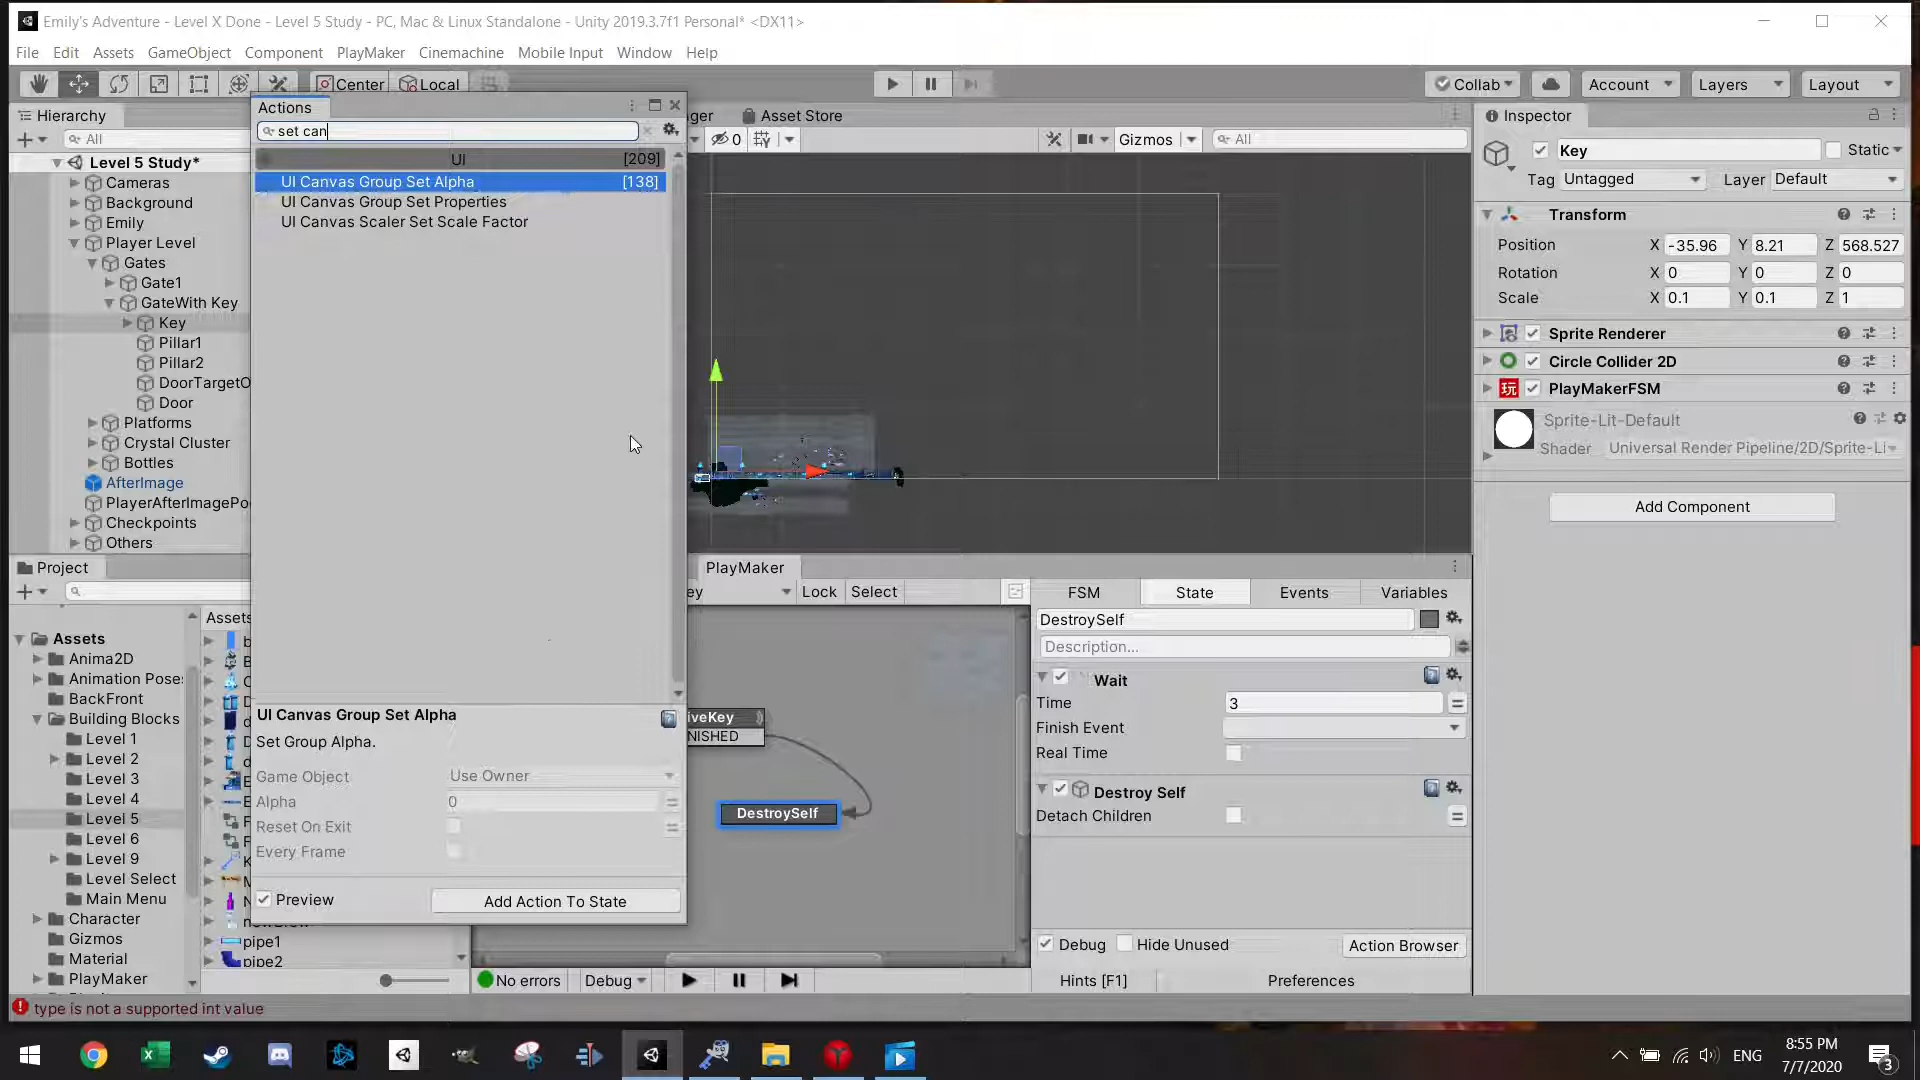 Emily's Adventure - Level X Done - Level 5 Study - PC, Mac & Linux Standalone - Unity 2019.3.7f1 Personal* <DX11>
File Edit Assets GameObject Component PlayMaker Cinemachine Mobile Input Window Help
Center Local Collab Account Layers Layout
Hierarchy
All
Level 5 Study*
Cameras
Background
Emily
Player Level
Gates
Gate1
GateWith Key
Key
Pillar1
Pillar2
DoorTargetO
Door
Platforms
Crystal Cluster
Bottles
AfterImage
PlayerAfterImagePo
Checkpoints
Others
Actions
set can
UI [209]
UI Canvas Group Set Alpha [138]
UI Canvas Group Set Properties
UI Canvas Scaler Set Scale Factor
UI Canvas Group Set Alpha
Set Group Alpha.
Game Object Use Owner
Alpha 0
Reset On Exit
Every Frame
Preview Add Action To State
ger Asset Store
0 Gizmos All
Inspector
Key Static
Tag Untagged Layer Default
Transform
Position X -35.96 Y 8.21 Z 568.527
Rotation X 0 Y 0 Z 0
Scale X 0.1 Y 0.1 Z 1
Sprite Renderer
Circle Collider 2D
PlayMakerFSM
Sprite-Lit-Default
Shader Universal Render Pipeline/2D/Sprite-Li
Add Component
Project
Assets
Anima2D
Animation Pose
BackFront
Building Blocks
Level 1
Level 2
Level 3
Level 4
Level 5
Level 6
Level 9
Level Select
Main Menu
Character
Gizmos
Material
PlayMaker
Assets
pipe1
pipe2
PlayMaker
ey Lock Select
iveKey
NISHED
DestroySelf
No errors Debug
FSM State Events Variables
DestroySelf
Description...
Wait
Time 3
Finish Event
Real Time
Destroy Self
Detach Children
Debug Hide Unused Action Browser
Hints [F1] Preferences
type is not a supported int value
ENG
8:55 PM
7/7/2020
3